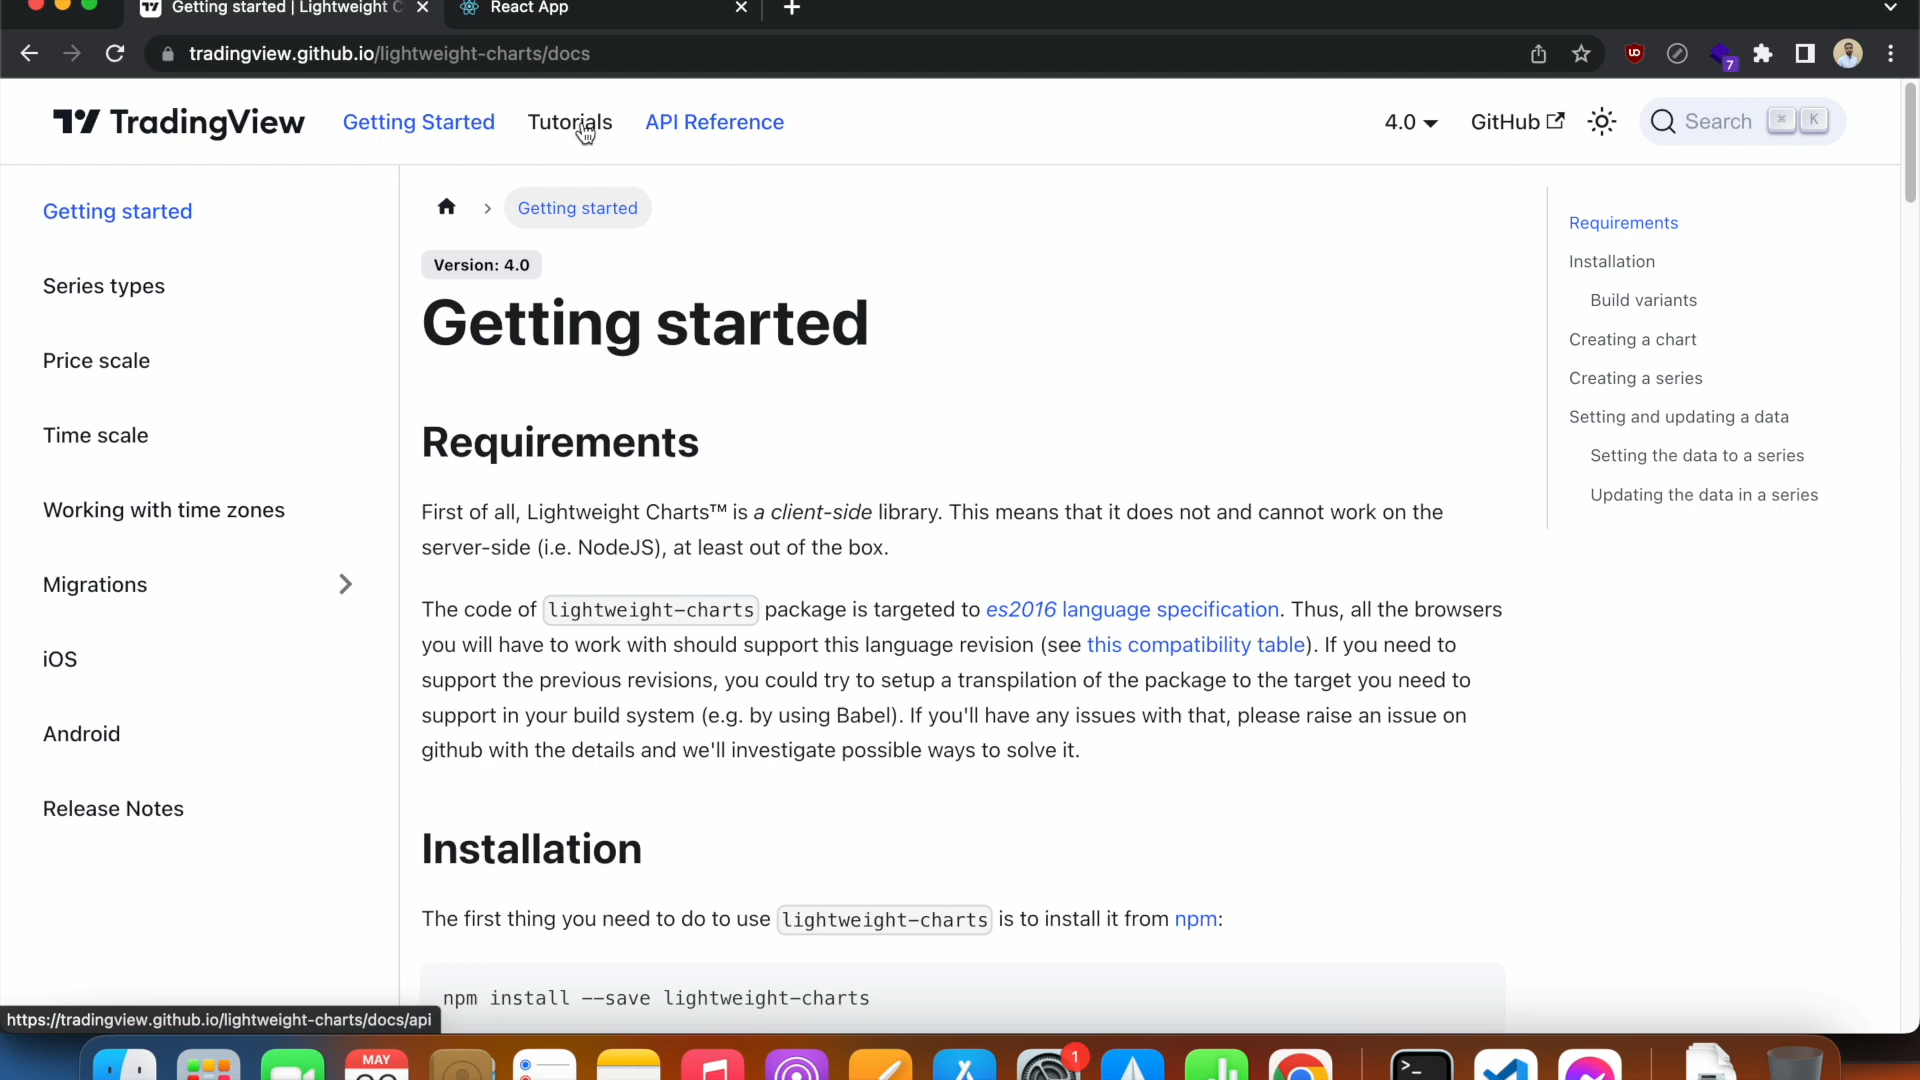 Getting started | Lightweight C
React App
tradingview.github.io/lightweight-charts/docs
7
TradingView
Getting Started
Tutorials
API Reference
4.0
GitHub
Search
⌘
K
Getting started
Series types
Price scale
Time scale
Working with time zones
Migrations
iOS
Android
Release Notes
Getting started
Version: 4.0
Getting started
Requirements
First of all, Lightweight Charts™ is a client-side library. This means that it does not and cannot work on the
server-side (i.e. NodeJS), at least out of the box.
The code of lightweight-charts package is targeted to es2016 language specification. Thus, all the browsers
you will have to work with should support this language revision (see this compatibility table). If you need to
support the previous revisions, you could try to setup a transpilation of the package to the target you need to
support in your build system (e.g. by using Babel). If you'll have any issues with that, please raise an issue on
github with the details and we'll investigate possible ways to solve it.
Installation
The first thing you need to do to use lightweight-charts is to install it from npm:
npm install --save lightweight-charts
Requirements
Installation
Build variants
Creating a chart
Creating a series
Setting and updating a data
Setting the data to a series
Updating the data in a series
https://tradingview.github.io/lightweight-charts/docs/api
MAY
1